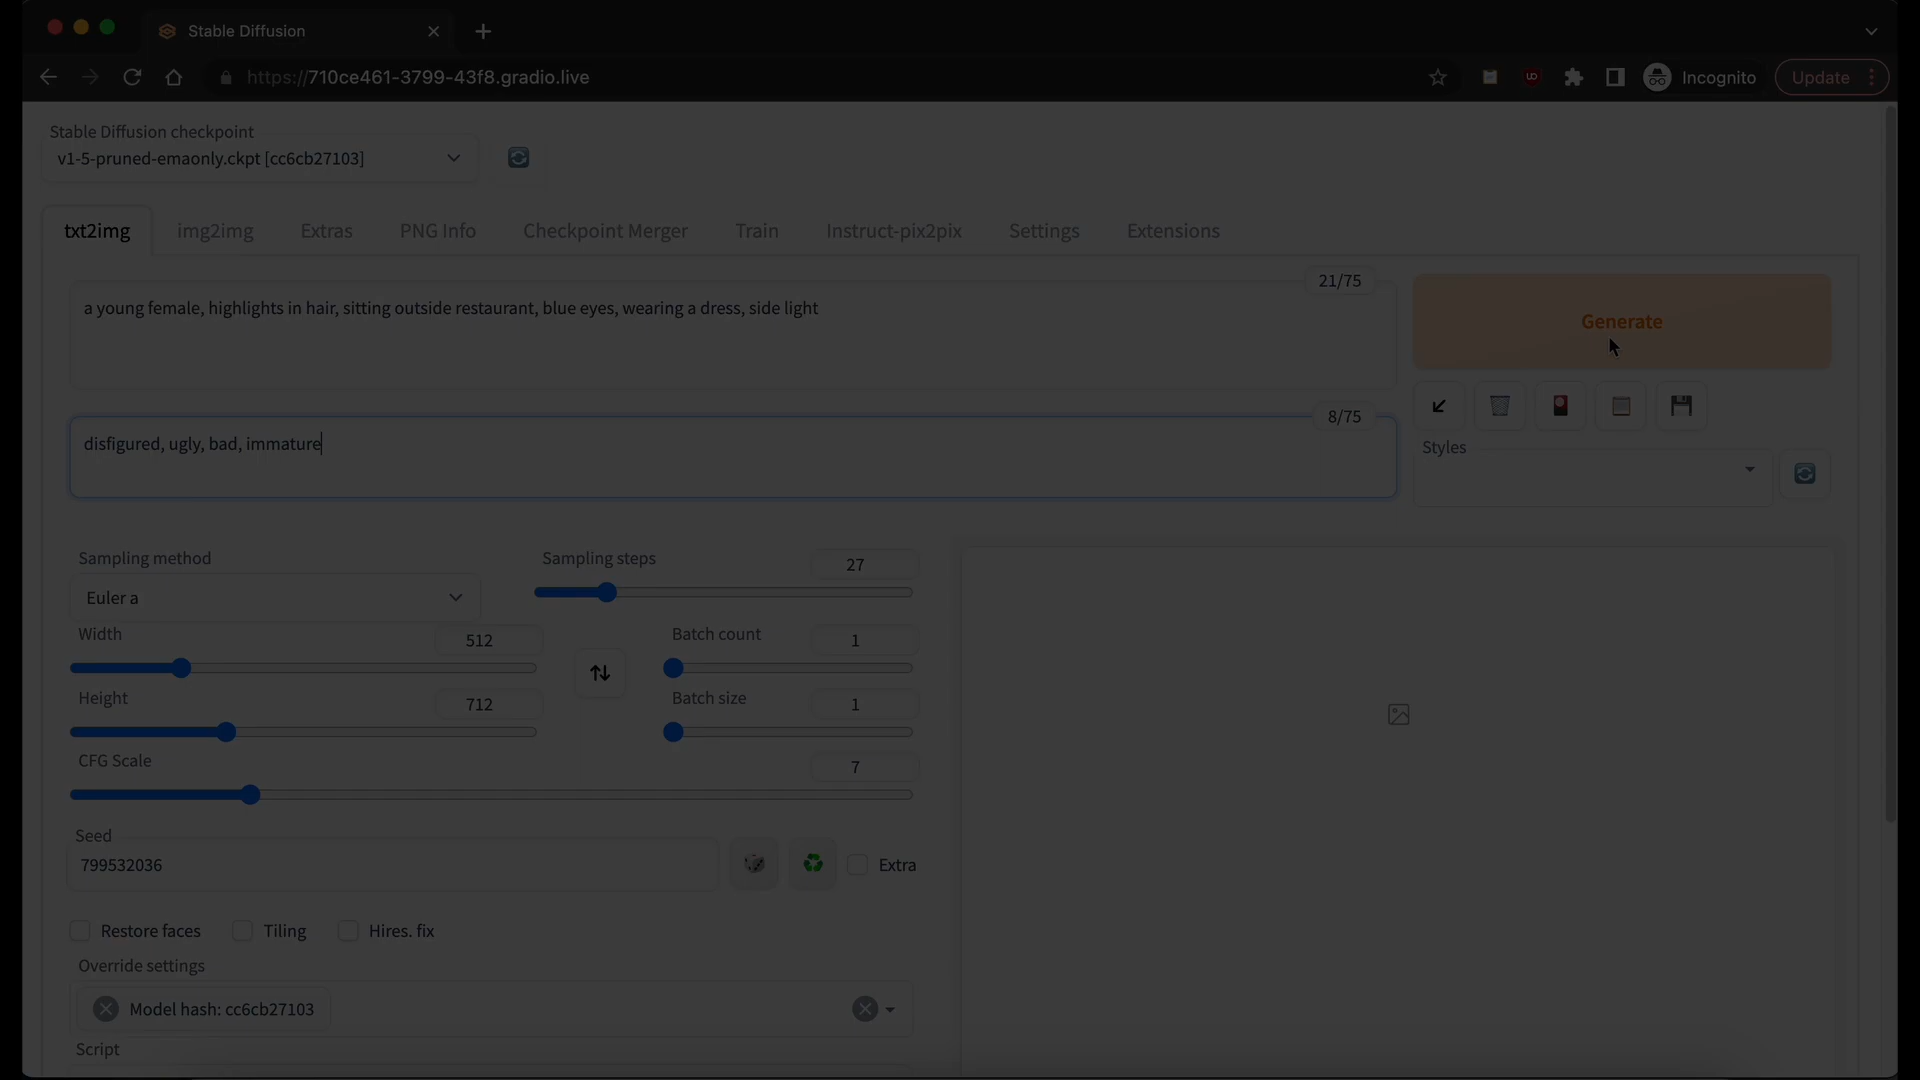 Stable Diffusion
https://710ce461-3799-43f8.gradio.live
Incognito
Update
Stable Diffusion checkpoint
v1-5-pruned-emaonly.ckpt [cc6cb27103]
txt2img img2img Extras PNG Info Checkpoint Merger Train Instruct-pix2pix Settings Extensions
21/75
a young female, highlights in hair, sitting outside restaurant, blue eyes, wearing a dress, side light
Generate
8/75
disfigured, ugly, bad, immature
Styles
Sampling method
Euler a
Sampling steps
27
Width
512
Batch count
1
Height
712
Batch size
1
CFG Scale
7
Seed
799532036
Extra
Restore faces Tiling Hires. fix
Override settings
Model hash: cc6cb27103
Script